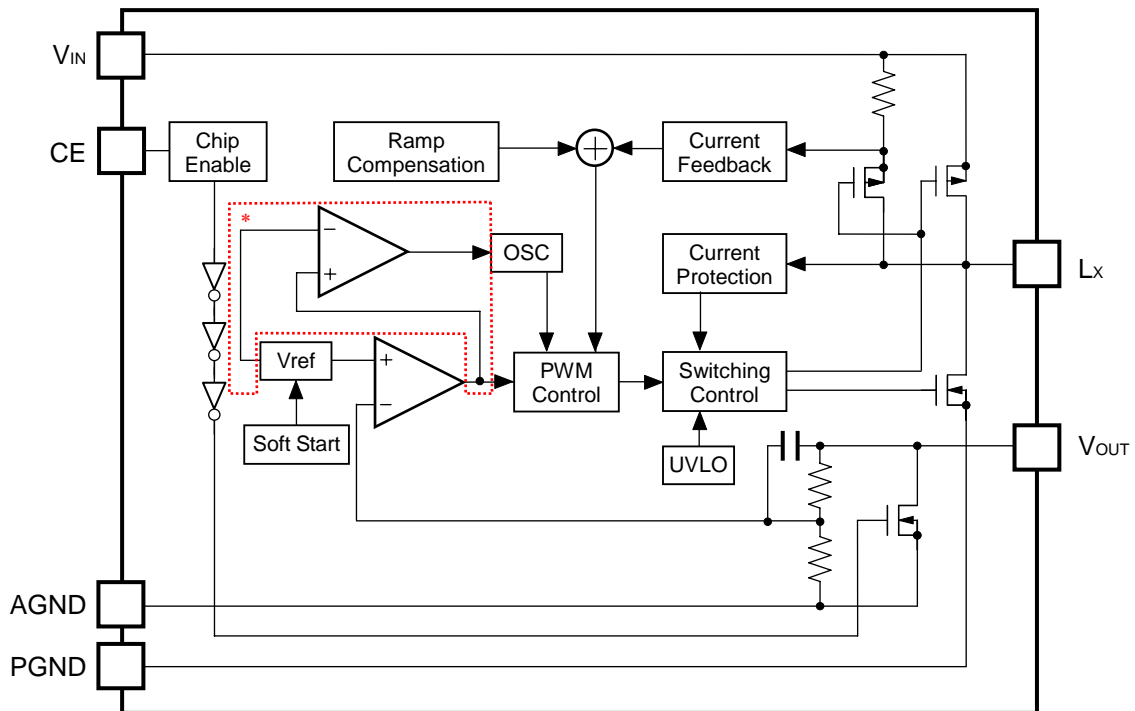 VIN
CE
Chip
Enable
Ramp
Compensation
+
Current
Feedback
*
−
+
OSC
Current
Protection
LX
Vref
+
−
PWM
Control
Switching
Control
Soft Start
UVLO
VOUT
AGND
PGND